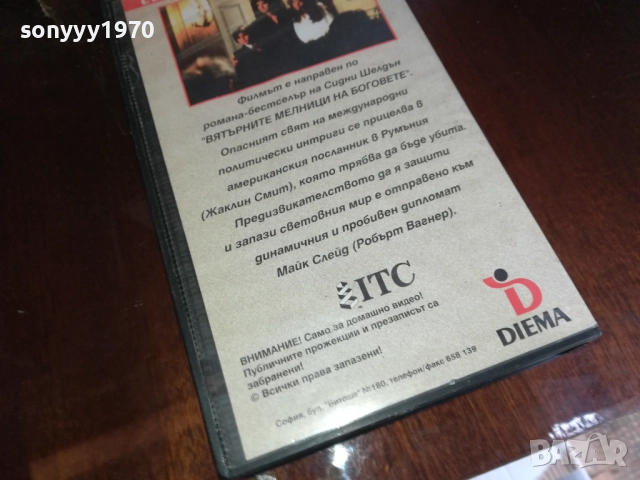 sonyyy1970
Филмът е направен по
романа-бестселър на Сидни Шелдън
"ВЯТЪРНИТЕ МЕЛНИЦИ НА БОГОВЕТЕ".
Опасният свят на международни
политически интриги се прицелва в
американския посланник в Румъния
(Жаклин Смит), която трябва да бъде убита.
Предизвикателството да я защити
и запази световния мир е отправено към
динамичния и пробивен дипломат
Майк Слейд (Робърт Вагнер).
ITC
DIEMA
ВНИМАНИЕ! Само за домашно видео!
Публичните прожекции и презаписът са
забранени!
© Всички права запазени!
София, бул. "Витоша" №180, телефон/факс 658 139
BAZAR